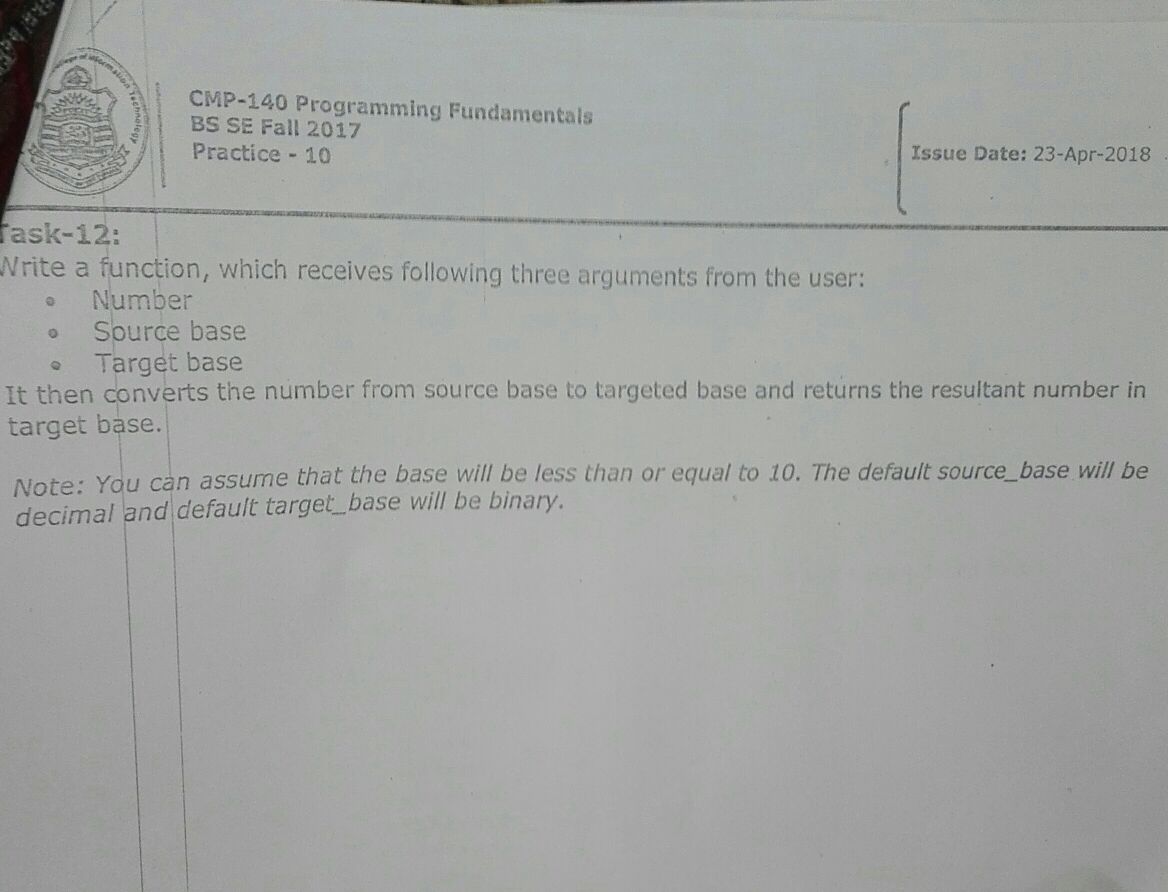 College of Information Technology
CMP-140 Programming Fundamentals
BS SE Fall 2017
Practice - 10
Issue Date: 23-Apr-2018
Task-12:
Write a function, which receives following three arguments from the user:
• Number
• Source base
• Target base
It then converts the number from source base to targeted base and returns the resultant number in
target base.
Note: You can assume that the base will be less than or equal to 10. The default source_base will be
decimal and default target_base will be binary.